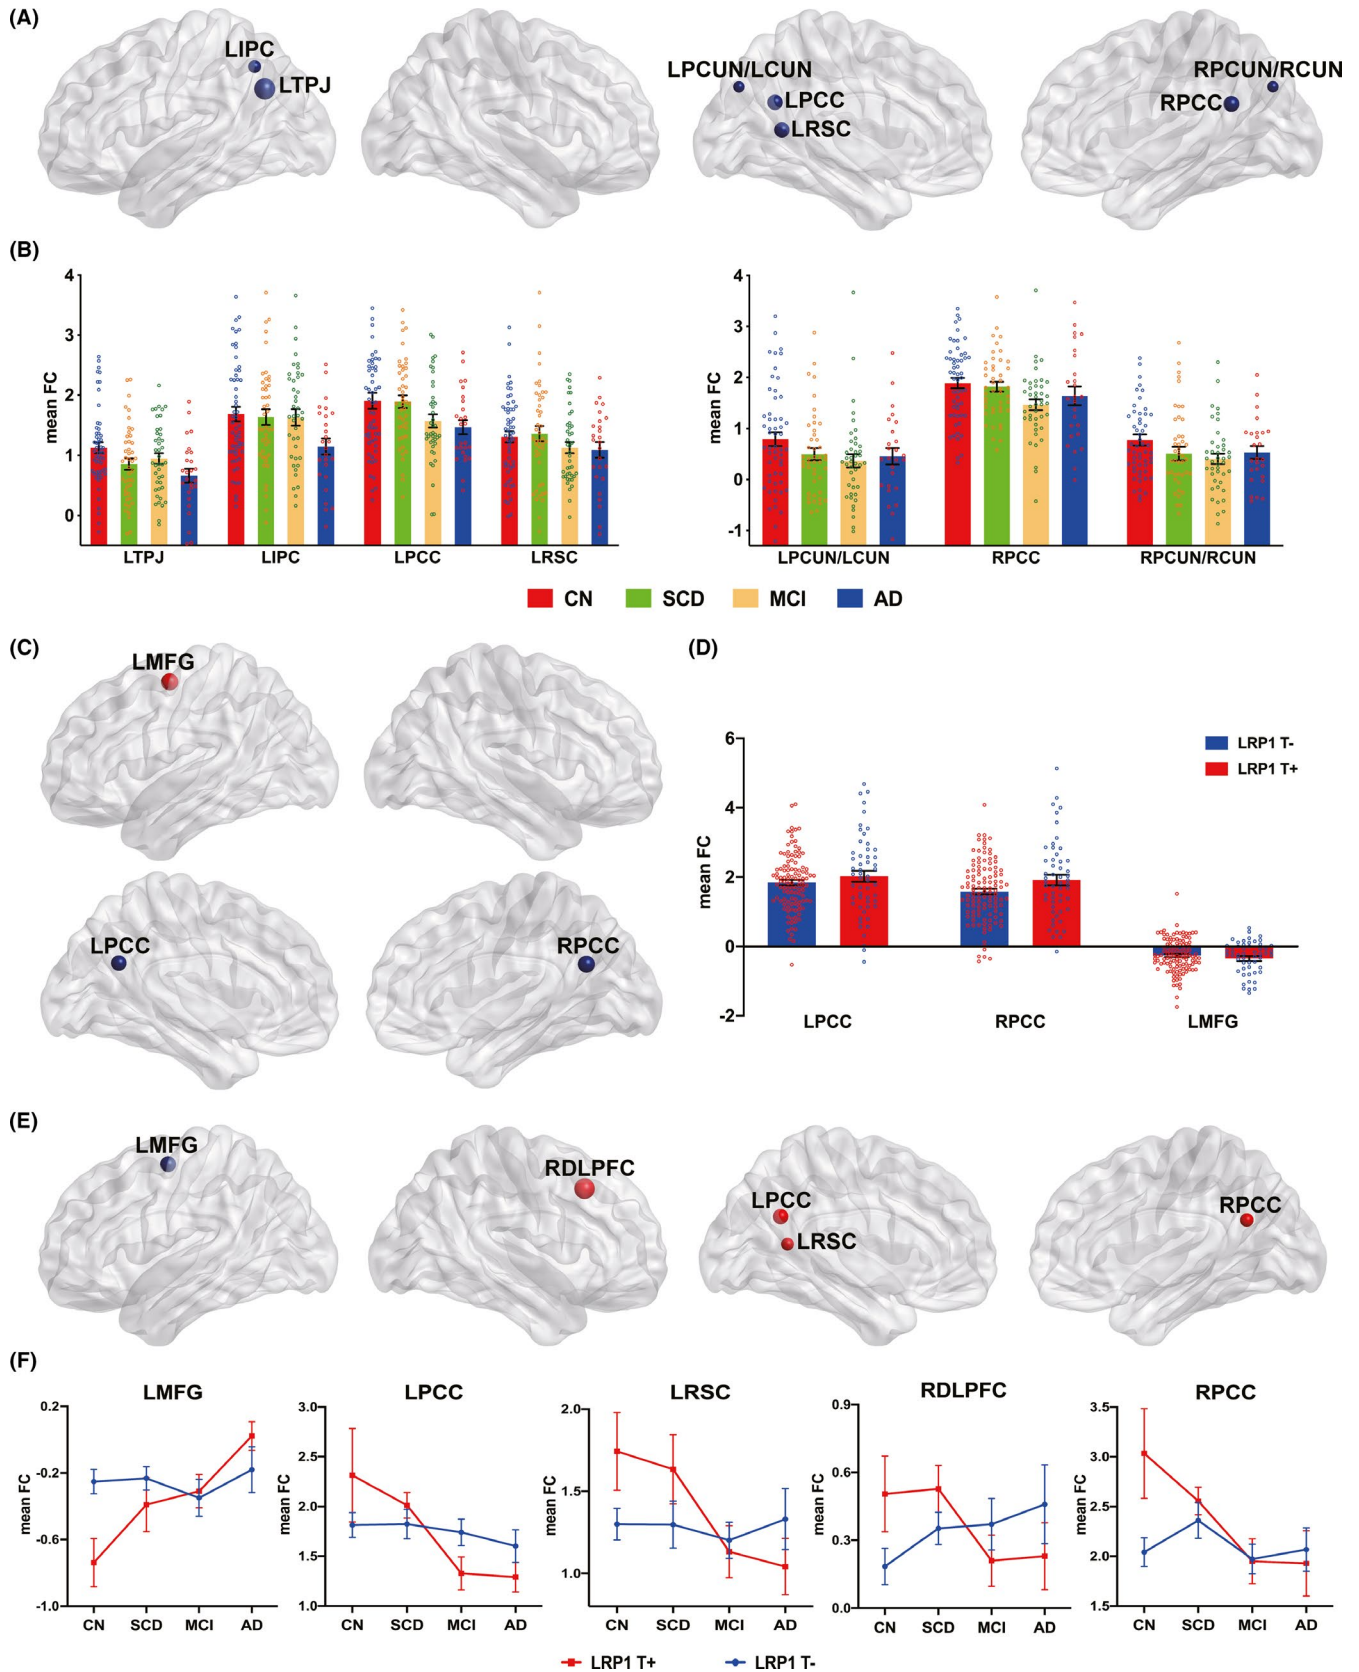 (A)
LIPC
LTPJ
LPCUN/LCUN
LPCC
LRSC
RPCUN/RCUN
RPCC
(B)
4
3
2
1
0
mean FC
LTPJ
LIPC
LPCC
LRSC
4
3
2
1
0
-1
mean FC
LPCUN/LCUN
RPCC
RPCUN/RCUN
CN
SCD
MCI
AD
(C)
LMFG
LPCC
RPCC
(D)
6
4
2
0
-2
mean FC
LRP1 T-
LRP1 T+
LPCC
RPCC
LMFG
(E)
LMFG
RDLPFC
LPCC
LRSC
RPCC
(F)
LMFG
0.2
-0.2
-0.6
-1.0
mean FC
CN
SCD
MCI
AD
LPCC
3.0
2.5
2.0
1.5
1.0
mean FC
CN
SCD
MCI
AD
LRSC
2.0
1.5
1.0
mean FC
CN
SCD
MCI
AD
RDLPFC
0.9
0.6
0.3
0.0
mean FC
CN
SCD
MCI
AD
RPCC
3.5
3.0
2.5
2.0
1.5
mean FC
CN
SCD
MCI
AD
LRP1 T+
LRP1 T-